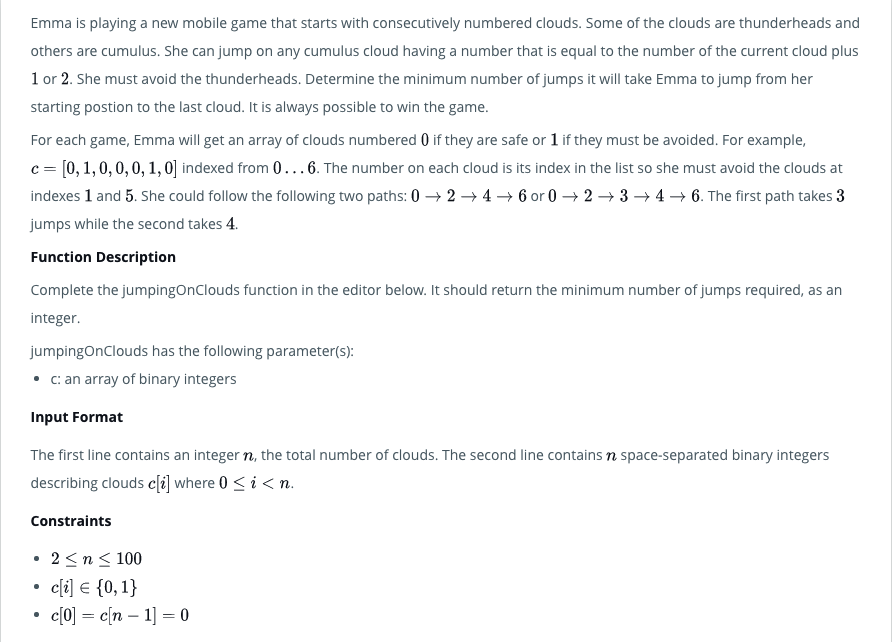 Emma is playing a new mobile game that starts with consecutively numbered clouds. Some of the clouds are thunderheads and
others are cumulus. She can jump on any cumulus cloud having a number that is equal to the number of the current cloud plus
1 or 2. She must avoid the thunderheads. Determine the minimum number of jumps it will take Emma to jump from her
starting postion to the last cloud. It is always possible to win the game.
For each game, Emma will get an array of clouds numbered 0 if they are safe or 1 if they must be avoided. For example,
c = [0, 1, 0, 0, 0, 1, 0] indexed from 0 . . . 6. The number on each cloud is its index in the list so she must avoid the clouds at
indexes 1 and 5. She could follow the following two paths: 0 → 2 → 4 → 6 or 0 → 2 → 3 → 4 → 6. The first path takes 3
jumps while the second takes 4.
Function Description
Complete the jumpingOnClouds function in the editor below. It should return the minimum number of jumps required, as an
integer.
jumpingOnClouds has the following parameter(s):
• c: an array of binary integers
Input Format
The first line contains an integer n, the total number of clouds. The second line contains n space-separated binary integers
describing clouds c[i] where 0 ≤ i < n.
Constraints
• 2 ≤ n ≤ 100
• c[i] ∈ {0, 1}
• c[0] = c[n − 1] = 0